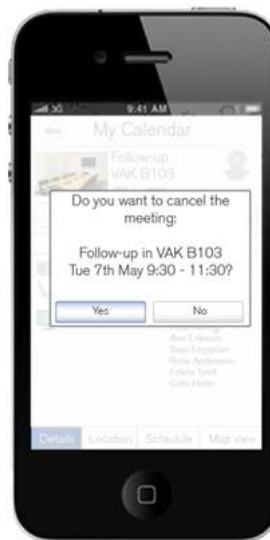 3G 9:41 AM
My Calendar
Follow-up
VAK B103
Do you want to cancel the
meeting:
Follow-up in VAK B103
Tue 7th May 9:30 - 11:30?
Yes No
Details Location Schedule Map view